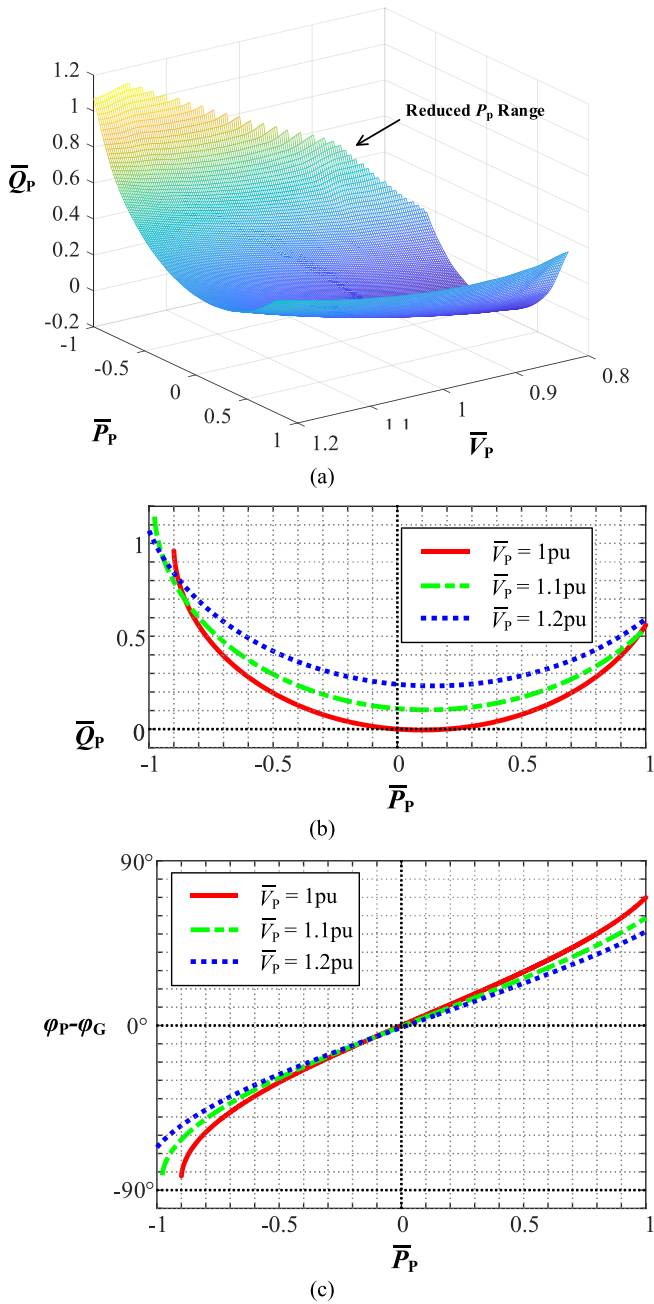 1.2
1
0.8
0.6
0.4
0.2
0
-0.2
Q̅P
Reduced Pp Range
-1
-0.5
0
0.5
1
P̅P
1.2
1.1
1
0.9
0.8
V̅P
(a)
1
0.5
0
Q̅P
V̅P = 1pu
V̅P = 1.1pu
V̅P = 1.2pu
-1
-0.5
0
0.5
1
P̅P
(b)
90°
0°
-90°
φP-φG
V̅P = 1pu
V̅P = 1.1pu
V̅P = 1.2pu
-1
-0.5
0
0.5
1
P̅P
(c)